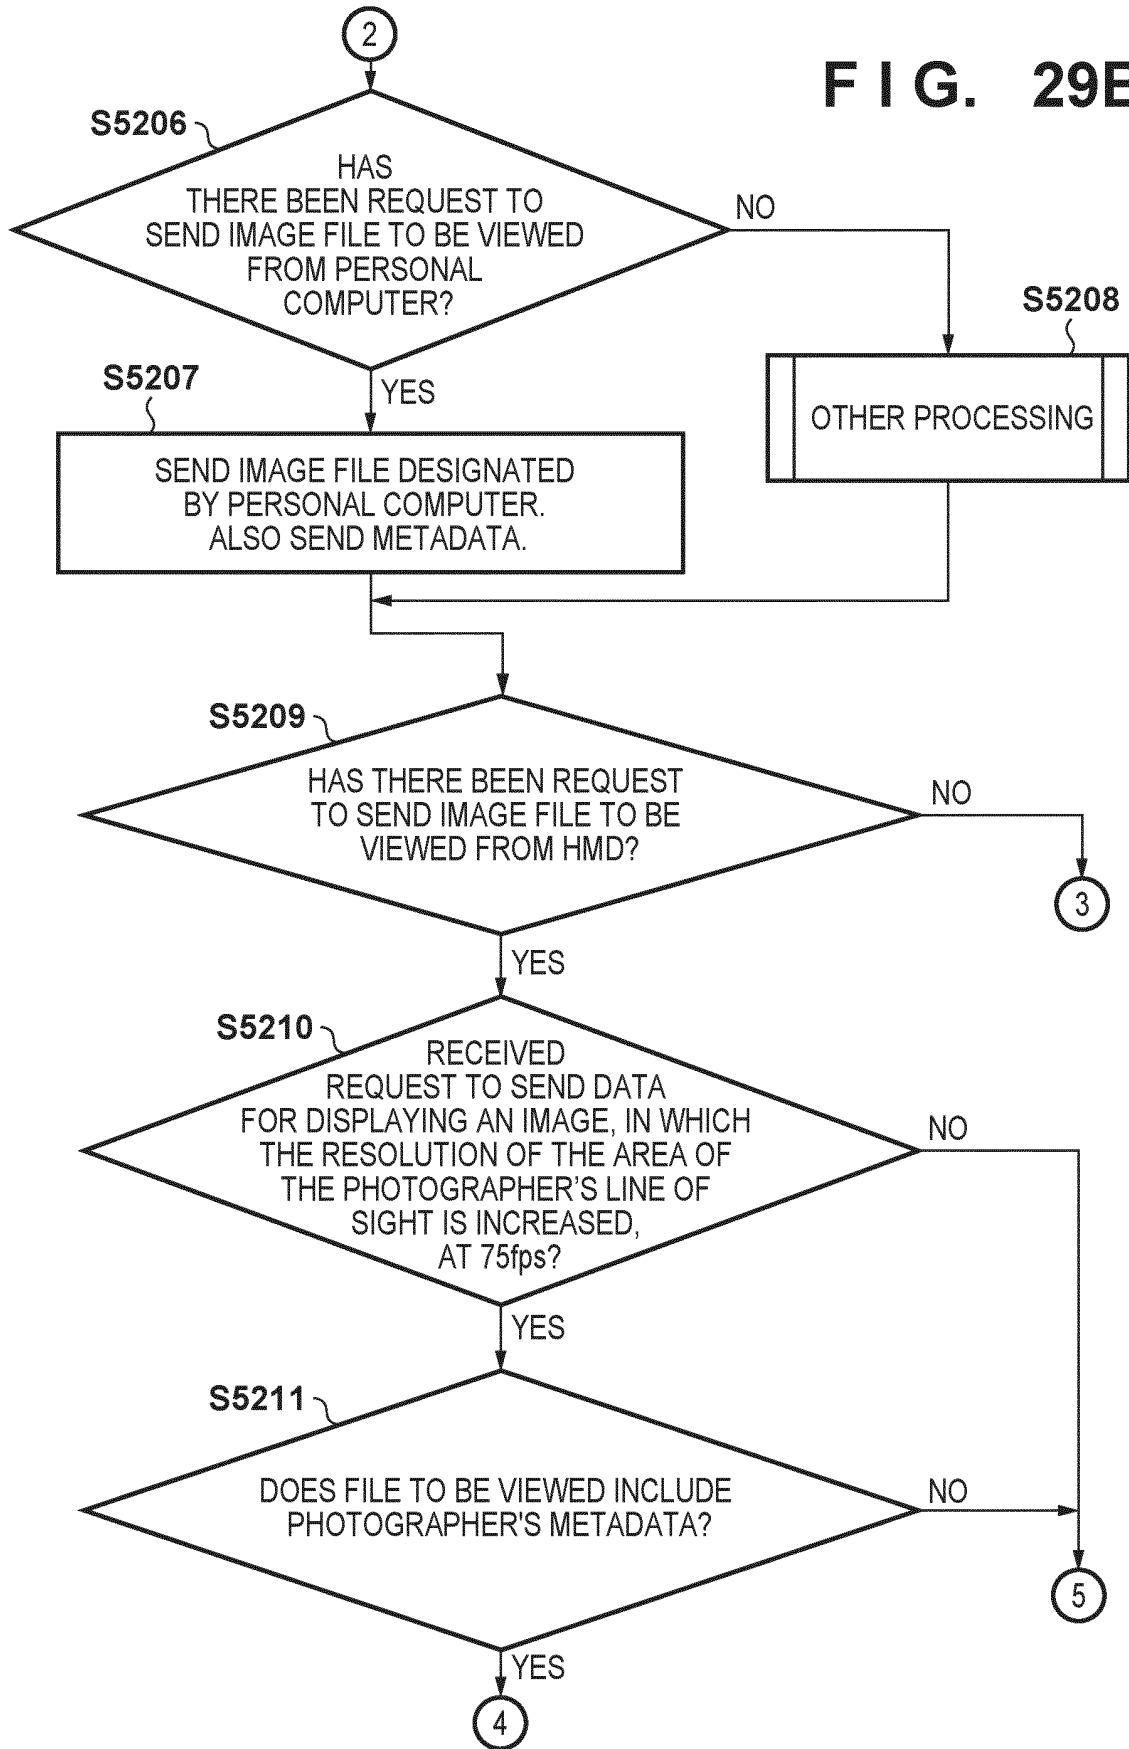 2
FIG. 29B
S5206
HAS
THERE BEEN REQUEST TO
SEND IMAGE FILE TO BE VIEWED
FROM PERSONAL
COMPUTER?
NO
S5208
OTHER PROCESSING
YES
S5207
SEND IMAGE FILE DESIGNATED
BY PERSONAL COMPUTER.
ALSO SEND METADATA.
S5209
HAS THERE BEEN REQUEST
TO SEND IMAGE FILE TO BE
VIEWED FROM HMD?
NO
3
YES
S5210
RECEIVED
REQUEST TO SEND DATA
FOR DISPLAYING AN IMAGE, IN WHICH
THE RESOLUTION OF THE AREA OF
THE PHOTOGRAPHER’S LINE OF
SIGHT IS INCREASED,
AT 75fps?
NO
YES
S5211
DOES FILE TO BE VIEWED INCLUDE
PHOTOGRAPHER'S METADATA?
NO
5
YES
4